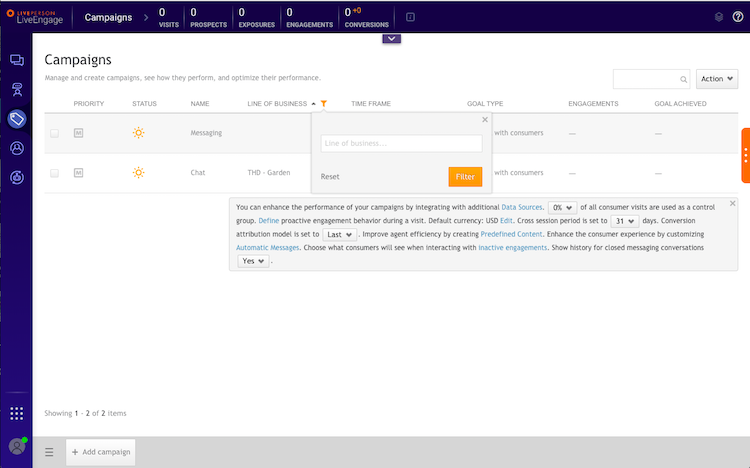 LIVEPERSON
LiveEngage
Campaigns
0
VISITS
0
PROSPECTS
0
EXPOSURES
0
ENGAGEMENTS
0 +0
CONVERSIONS
Campaigns
Manage and create campaigns, see how they perform, and optimize their performance.
Action
PRIORITY STATUS NAME LINE OF BUSINESS TIME FRAME GOAL TYPE ENGAGEMENTS GOAL ACHIEVED
M Messaging with consumers — —
Line of business...
M Chat THD - Garden with consumers — —
Reset Filter
You can enhance the performance of your campaigns by integrating with additional Data Sources. 0% of all consumer visits are used as a control
group. Define proactive engagement behavior during a visit. Default currency: USD Edit. Cross session period is set to 31 days. Conversion
attribution model is set to Last . Improve agent efficiency by creating Predefined Content. Enhance the consumer experience by customizing
Automatic Messages. Choose what consumers will see when interacting with inactive engagements. Show history for closed messaging conversations
Yes .
Showing 1 - 2 of 2 items
+ Add campaign